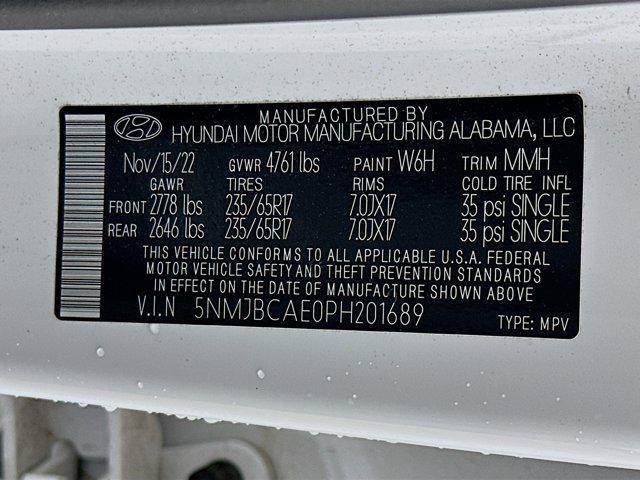 MANUFACTURED BY
HYUNDAI MOTOR MANUFACTURING ALABAMA, LLC
Nov/15/22 GVWR 4761 lbs PAINT W6H TRIM MMH
GAWR TIRES RIMS COLD TIRE INFL
FRONT 2778 lbs 235/65R17 7.0JX17 35 psi SINGLE
REAR 2646 lbs 235/65R17 7.0JX17 35 psi SINGLE
THIS VEHICLE CONFORMS TO ALL APPLICABLE U.S.A. FEDERAL
MOTOR VEHICLE SAFETY AND THEFT PREVENTION STANDARDS
IN EFFECT ON THE DATE OF MANUFACTURE SHOWN ABOVE
V.I.N 5NMJBCAE0PH201689 TYPE: MPV